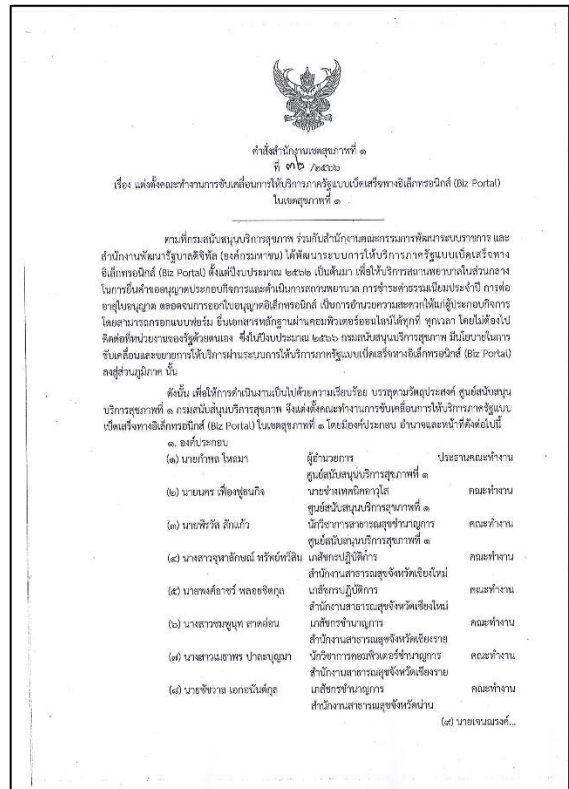 คำสั่งสำนักงานเขตสุขภาพที่ ๑
ที่ ๓๖ /๒๕๖๖
เรื่อง แต่งตั้งคณะทำงานการขับเคลื่อนการให้บริการภาครัฐแบบเบ็ดเสร็จทางอิเล็กทรอนิกส์ (Biz Portal)
ในเขตสุขภาพที่ ๑
ตามที่กรมสนับสนุนบริการสุขภาพ ร่วมกับสำนักงานคณะกรรมการพัฒนาระบบราชการ และ
สำนักงานพัฒนารัฐบาลดิจิทัล (องค์กรมหาชน) ได้พัฒนาระบบการให้บริการภาครัฐแบบเบ็ดเสร็จทาง
อิเล็กทรอนิกส์ (Biz Portal) ตั้งแต่ปีงบประมาณ ๒๕๖๒ เป็นต้นมา เพื่อให้บริการสถานพยาบาลในส่วนกลาง
ในการยื่นคำขออนุญาตประกอบกิจการและดำเนินการสถานพยาบาล การชำระค่าธรรมเนียมประจำปี การต่อ
อายุใบอนุญาต ตลอดจนการออกใบอนุญาตอิเล็กทรอนิกส์ เป็นการอำนวยความสะดวกให้แก่ผู้ประกอบกิจการ
โดยสามารถกรอกแบบฟอร์ม ยื่นเอกสารหลักฐานผ่านคอมพิวเตอร์ออนไลน์ได้ทุกที่ ทุกเวลา โดยไม่ต้องไป
ติดต่อที่หน่วยงานของรัฐด้วยตนเอง ซึ่งในปีงบประมาณ ๒๕๖๖ กรมสนับสนุนบริการสุขภาพ มีนโยบายในการ
ขับเคลื่อนและขยายการให้บริการผ่านระบบการให้บริการภาครัฐแบบเบ็ดเสร็จทางอิเล็กทรอนิกส์ (Biz Portal)
ลงสู่ส่วนภูมิภาค นั้น
ดังนั้น เพื่อให้การดำเนินงานเป็นไปด้วยความเรียบร้อย บรรลุตามวัตถุประสงค์ ศูนย์สนับสนุน
บริการสุขภาพที่ ๑ กรมสนับสนุนบริการสุขภาพ จึงแต่งตั้งคณะทำงานการขับเคลื่อนการให้บริการภาครัฐแบบ
เบ็ดเสร็จทางอิเล็กทรอนิกส์ (Biz Portal) ในเขตสุขภาพที่ ๑ โดยมีองค์ประกอบ อำนาจและหน้าที่ดังต่อไปนี้
๑. องค์ประกอบ
(๑) นายกำพล ไหลมา ผู้อำนวยการ ประธานคณะทำงาน
ศูนย์สนับสนุนบริการสุขภาพที่ ๑
(๒) นายนคร เฟื่องฟูอนกิจ นายช่างเทคนิคอาวุโส คณะทำงาน
ศูนย์สนับสนุนบริการสุขภาพที่ ๑
(๓) นายพีรวัส สักแก้ว นักวิชาการสาธารณสุขชำนาญการ คณะทำงาน
ศูนย์สนับสนุนบริการสุขภาพที่ ๑
(๔) นางสาวจุฬาลักษณ์ ทรัพย์ทวีสิน เภสัชกรปฏิบัติการ คณะทำงาน
สำนักงานสาธารณสุขจังหวัดเชียงใหม่
(๕) นายพงศ์อาชว์ พลอยชิตกุล เภสัชกรปฏิบัติการ คณะทำงาน
สำนักงานสาธารณสุขจังหวัดเชียงใหม่
(๖) นางสาวชมพูนุท ลาดอ่อน เภสัชกรชำนาญการ คณะทำงาน
สำนักงานสาธารณสุขจังหวัดเชียงราย
(๗) นางสาวเมธาพร ปาละบุญมา นักวิชาการคอมพิวเตอร์ชำนาญการ คณะทำงาน
สำนักงานสาธารณสุขจังหวัดเชียงราย
(๘) นายชัชวาล เอกอนันต์กุล เภสัชกรชำนาญการ คณะทำงาน
สำนักงานสาธารณสุขจังหวัดน่าน
(๙) นายเจนณรงค์...